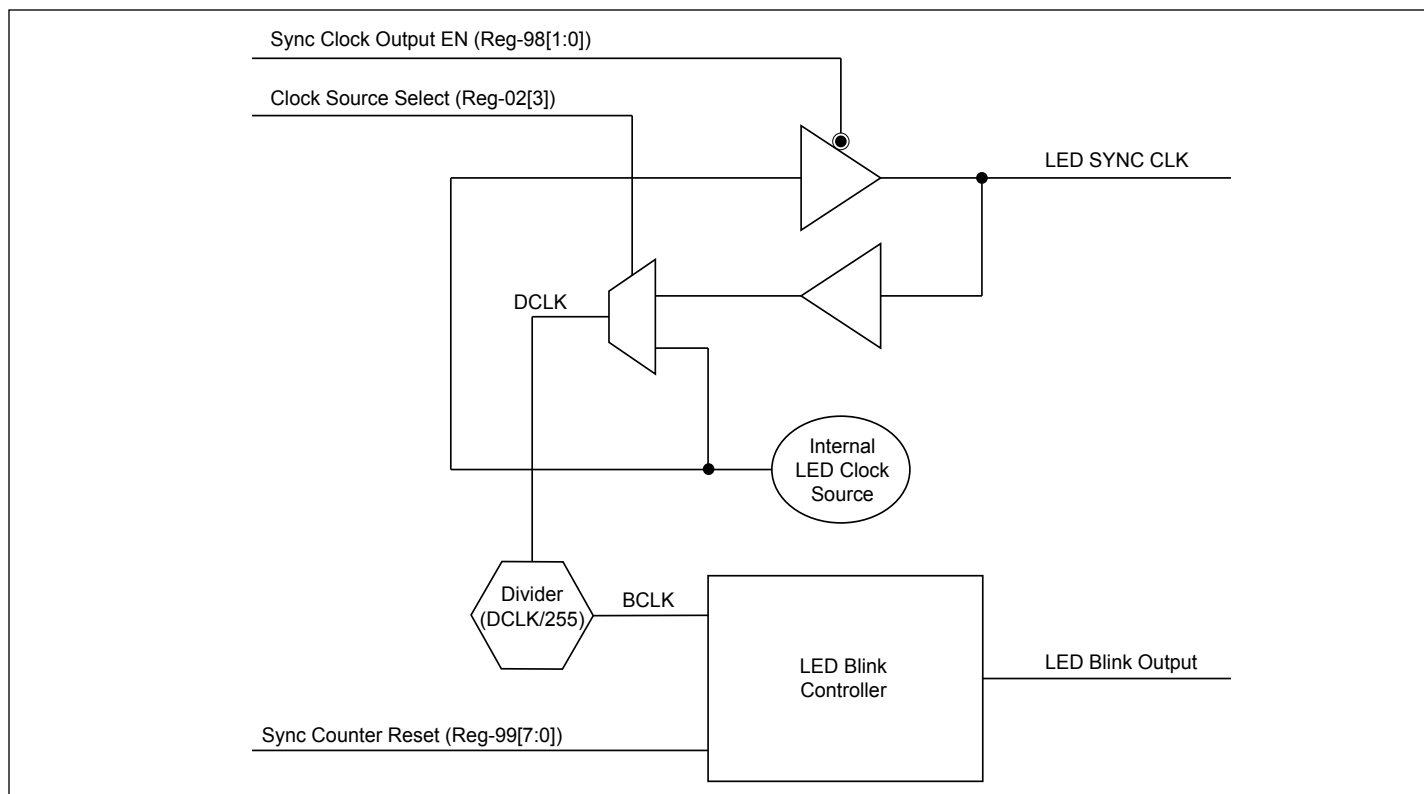 Sync Clock Output EN (Reg-98[1:0])
Clock Source Select (Reg-02[3])
LED SYNC CLK
DCLK
Internal
LED Clock
Source
Divider
(DCLK/255)
BCLK
LED Blink
Controller
LED Blink Output
Sync Counter Reset (Reg-99[7:0])